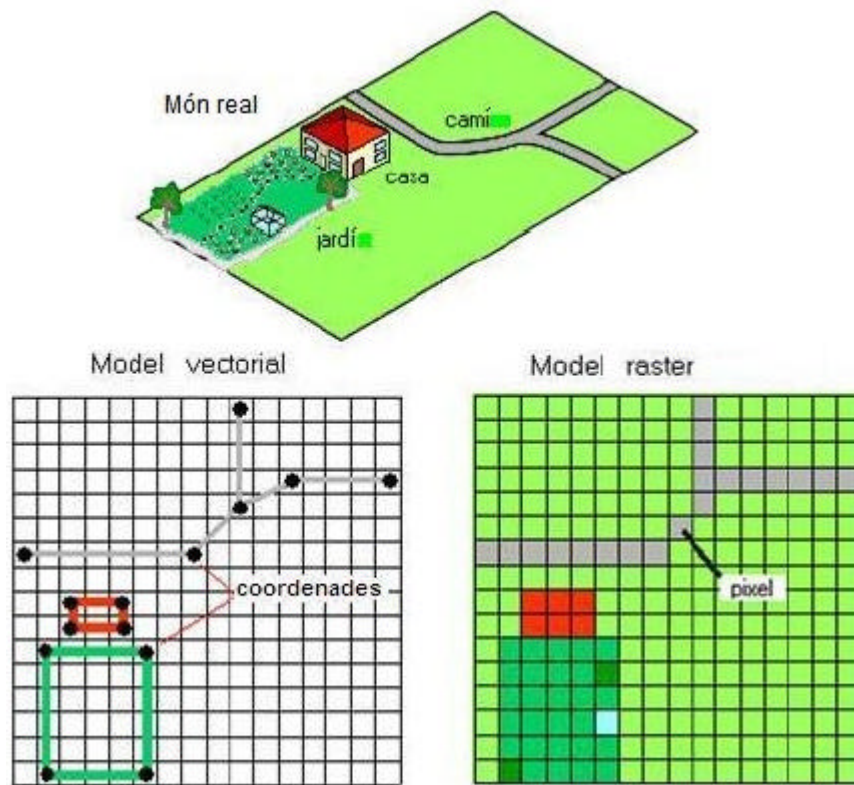 Món real
camí
casa
jardí
Model vectorial
Model raster
coordenades
pixel